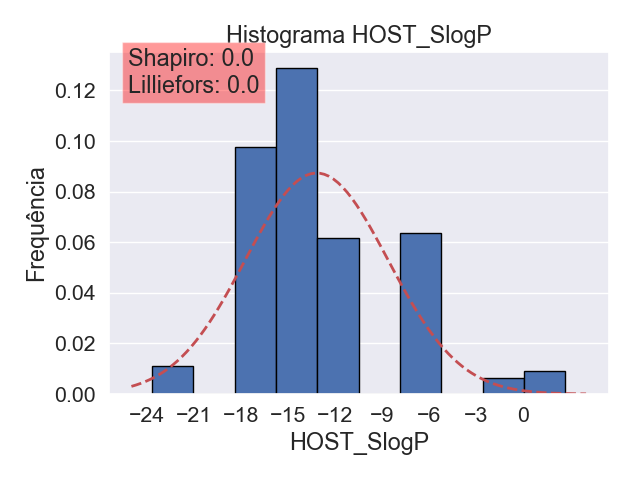 Histograma HOST_SlogP
Shapiro: 0.0
Lilliefors: 0.0
0.12
0.10
0.08
0.06
0.04
0.02
0.00
Frequência
−24 −21 −18 −15 −12 −9 −6 −3 0
HOST_SlogP